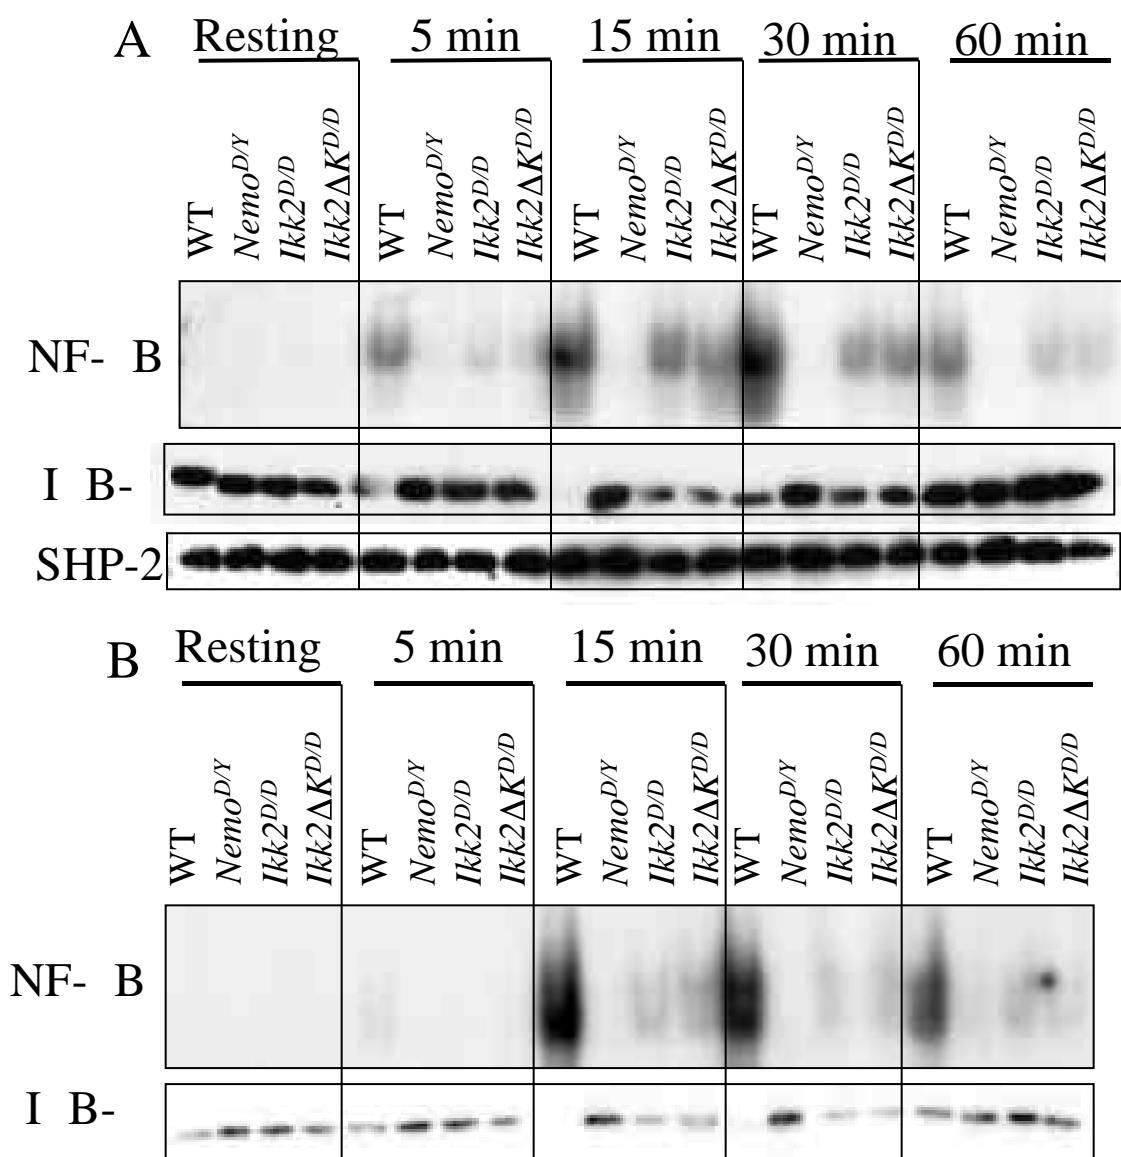 A Resting 5 min 15 min 30 min 60 min
WT Nemo^D/Y Ikk2^D/D Ikk2ΔK^D/D WT Nemo^D/Y Ikk2^D/D Ikk2ΔK^D/D WT Nemo^D/Y Ikk2^D/D Ikk2ΔK^D/D WT Nemo^D/Y Ikk2^D/D Ikk2ΔK^D/D WT Nemo^D/Y Ikk2^D/D Ikk2ΔK^D/D
NF- B
I B-
SHP-2
B Resting 5 min 15 min 30 min 60 min
WT Nemo^D/Y Ikk2^D/D Ikk2ΔK^D/D WT Nemo^D/Y Ikk2^D/D Ikk2ΔK^D/D WT Nemo^D/Y Ikk2^D/D Ikk2ΔK^D/D WT Nemo^D/Y Ikk2^D/D Ikk2ΔK^D/D WT Nemo^D/Y Ikk2^D/D Ikk2ΔK^D/D
NF- B
I B-